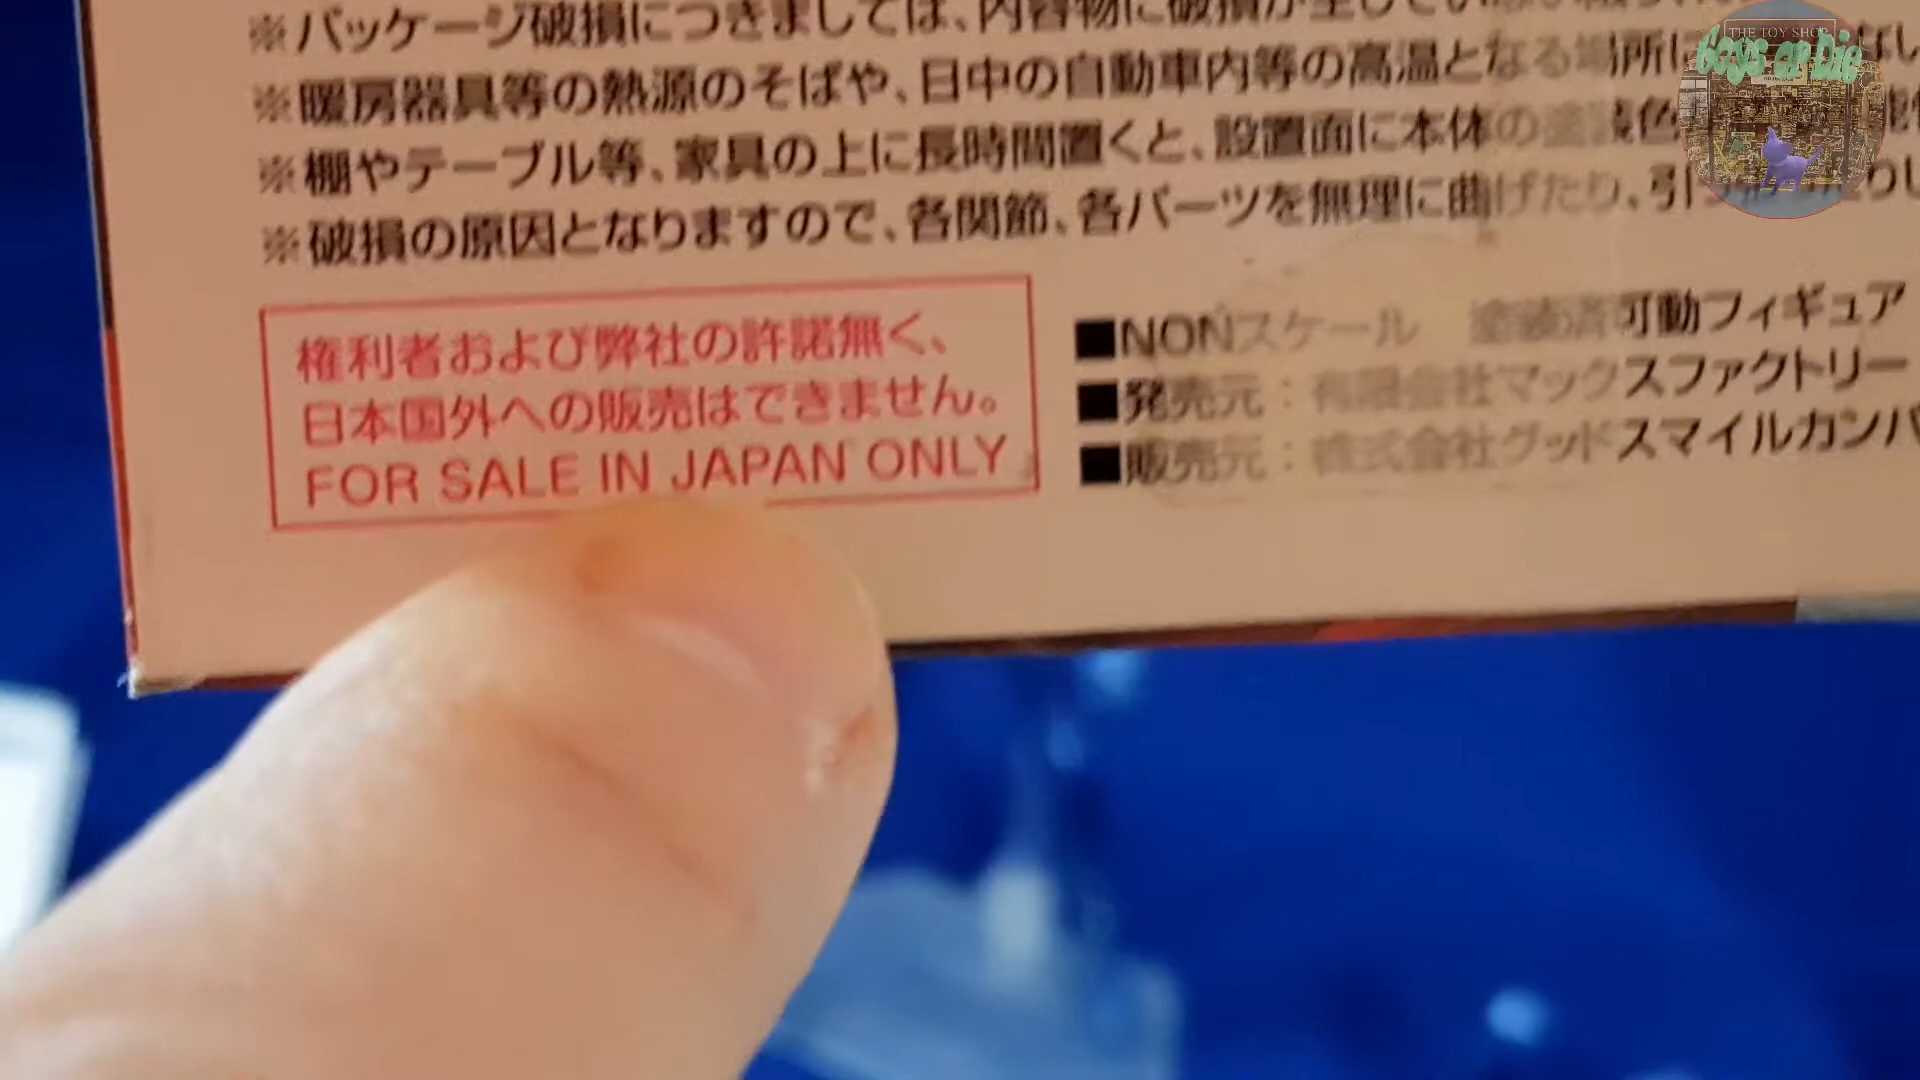 ※パッケージ破損につきましては、内容物に破損が生じていない
※暖房器具等の熱源のそばや、日中の自動車内等の高温となる場所に
※棚やテーブル等、家具の上に長時間置くと、設置面に本体の塗装色
※破損の原因となりますので、各関節、各パーツを無理に曲げたり、引
権利者および弊社の許諾無く、
日本国外への販売はできません。
FOR SALE IN JAPAN ONLY
■NONスケール 塗装済可動フィギュア
■発売元：有限会社マックスファクトリー
■販売元：株式会社グッドスマイルカンパ
THE TOY SHOP